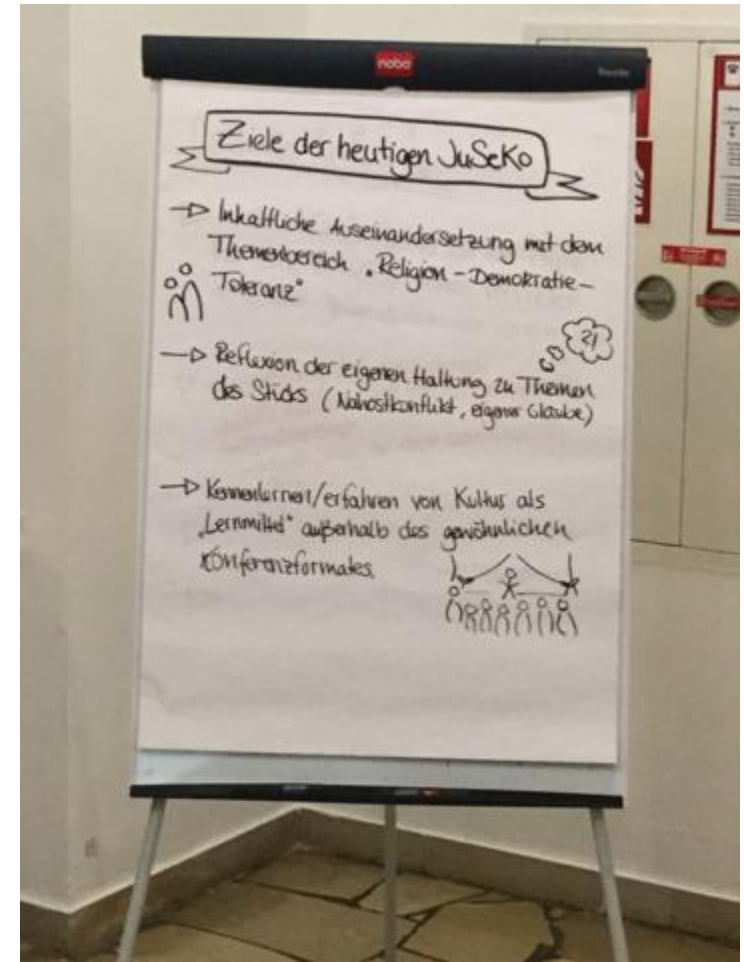 nobo
Ziele der heutigen JuSeKo
Inhaltliche Auseinandersetzung mit dem
Themenbereich „Religion - Demokratie -
Toleranz"
?!
Reflexion der eigenen Haltung zu Themen
des Stücks (Nahostkonflikt, eigener Glaube)
Kennenlernen/erfahren von Kultur als
„Lernmittel" außerhalb des gewöhnlichen
Konferenzformates